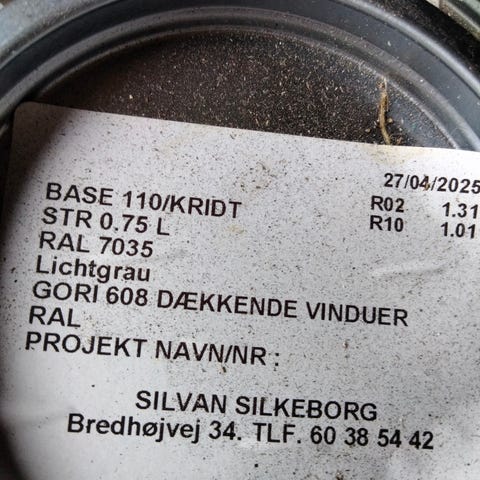 27/04/2025
BASE 110/KRIDT R02 1.31
STR 0.75 L R10 1.01
RAL 7035
Lichtgrau
GORI 608 DÆKKENDE VINDUER
RAL
PROJEKT NAVN/NR :
SILVAN SILKEBORG
Bredhøjvej 34. TLF. 60 38 54 42